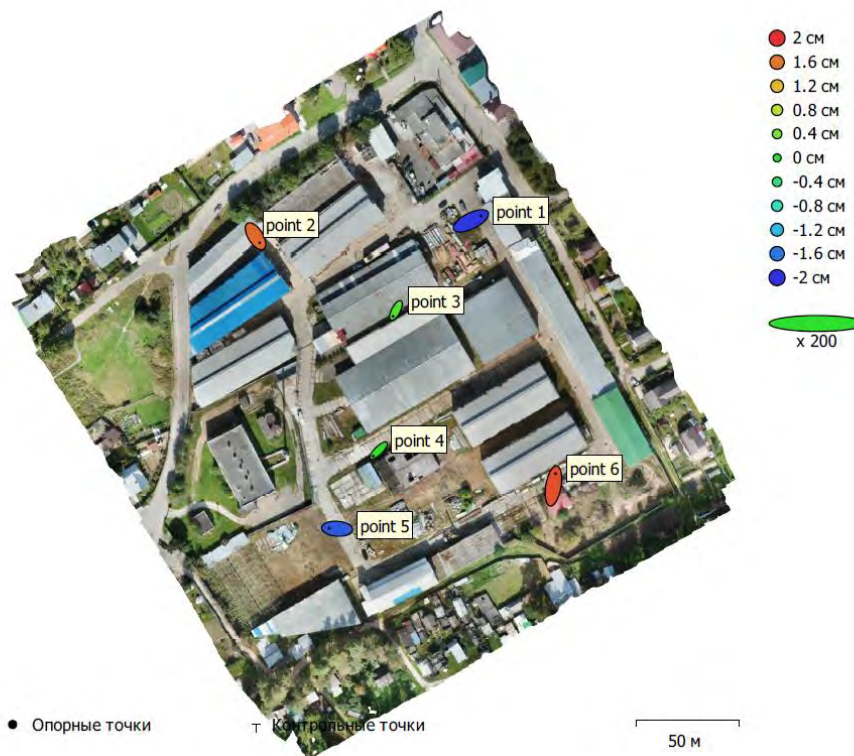 2 см
1.6 см
1.2 см
0.8 см
0.4 см
0 см
-0.4 см
-0.8 см
-1.2 см
-1.6 см
-2 см
x 200
point 1
point 2
point 3
point 4
point 6
point 5
Опорные точки
Контрольные точки
50 м